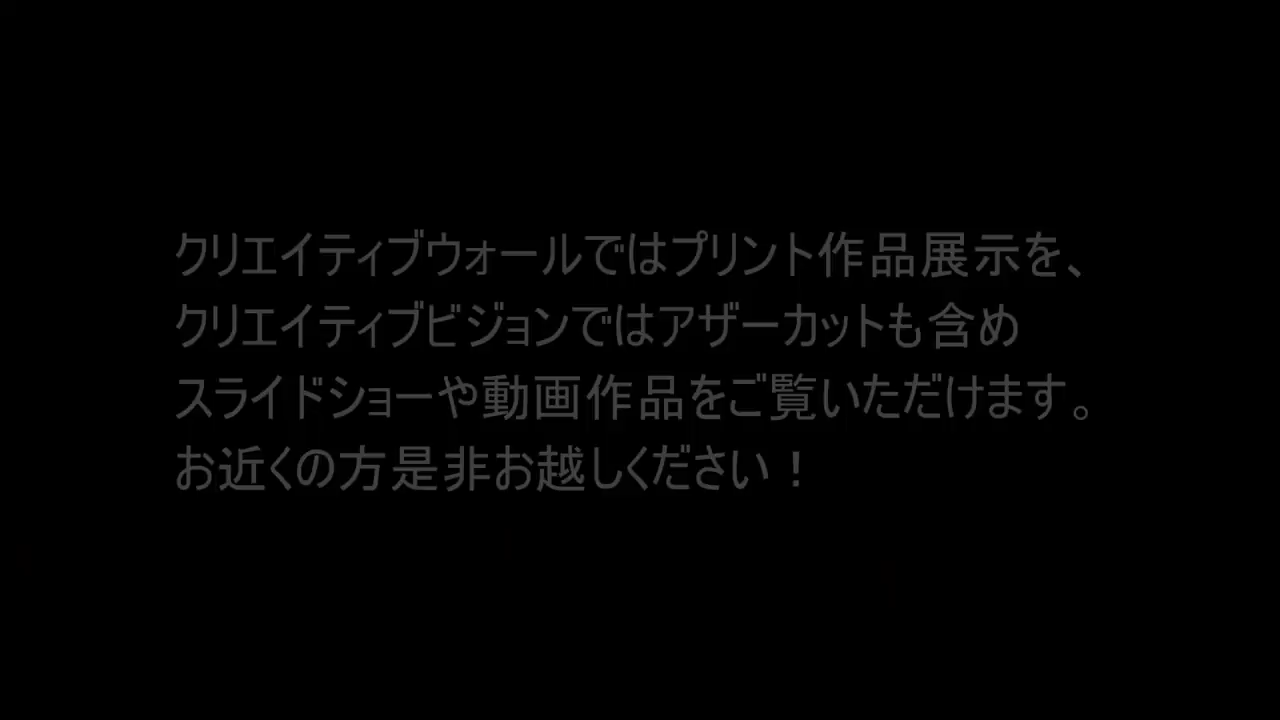 クリエイティブウォールではプリント作品展示を、
クリエイティブビジョンではアザーカットも含め
スライドショーや動画作品をご覧いただけます。
お近くの方是非お越しください！